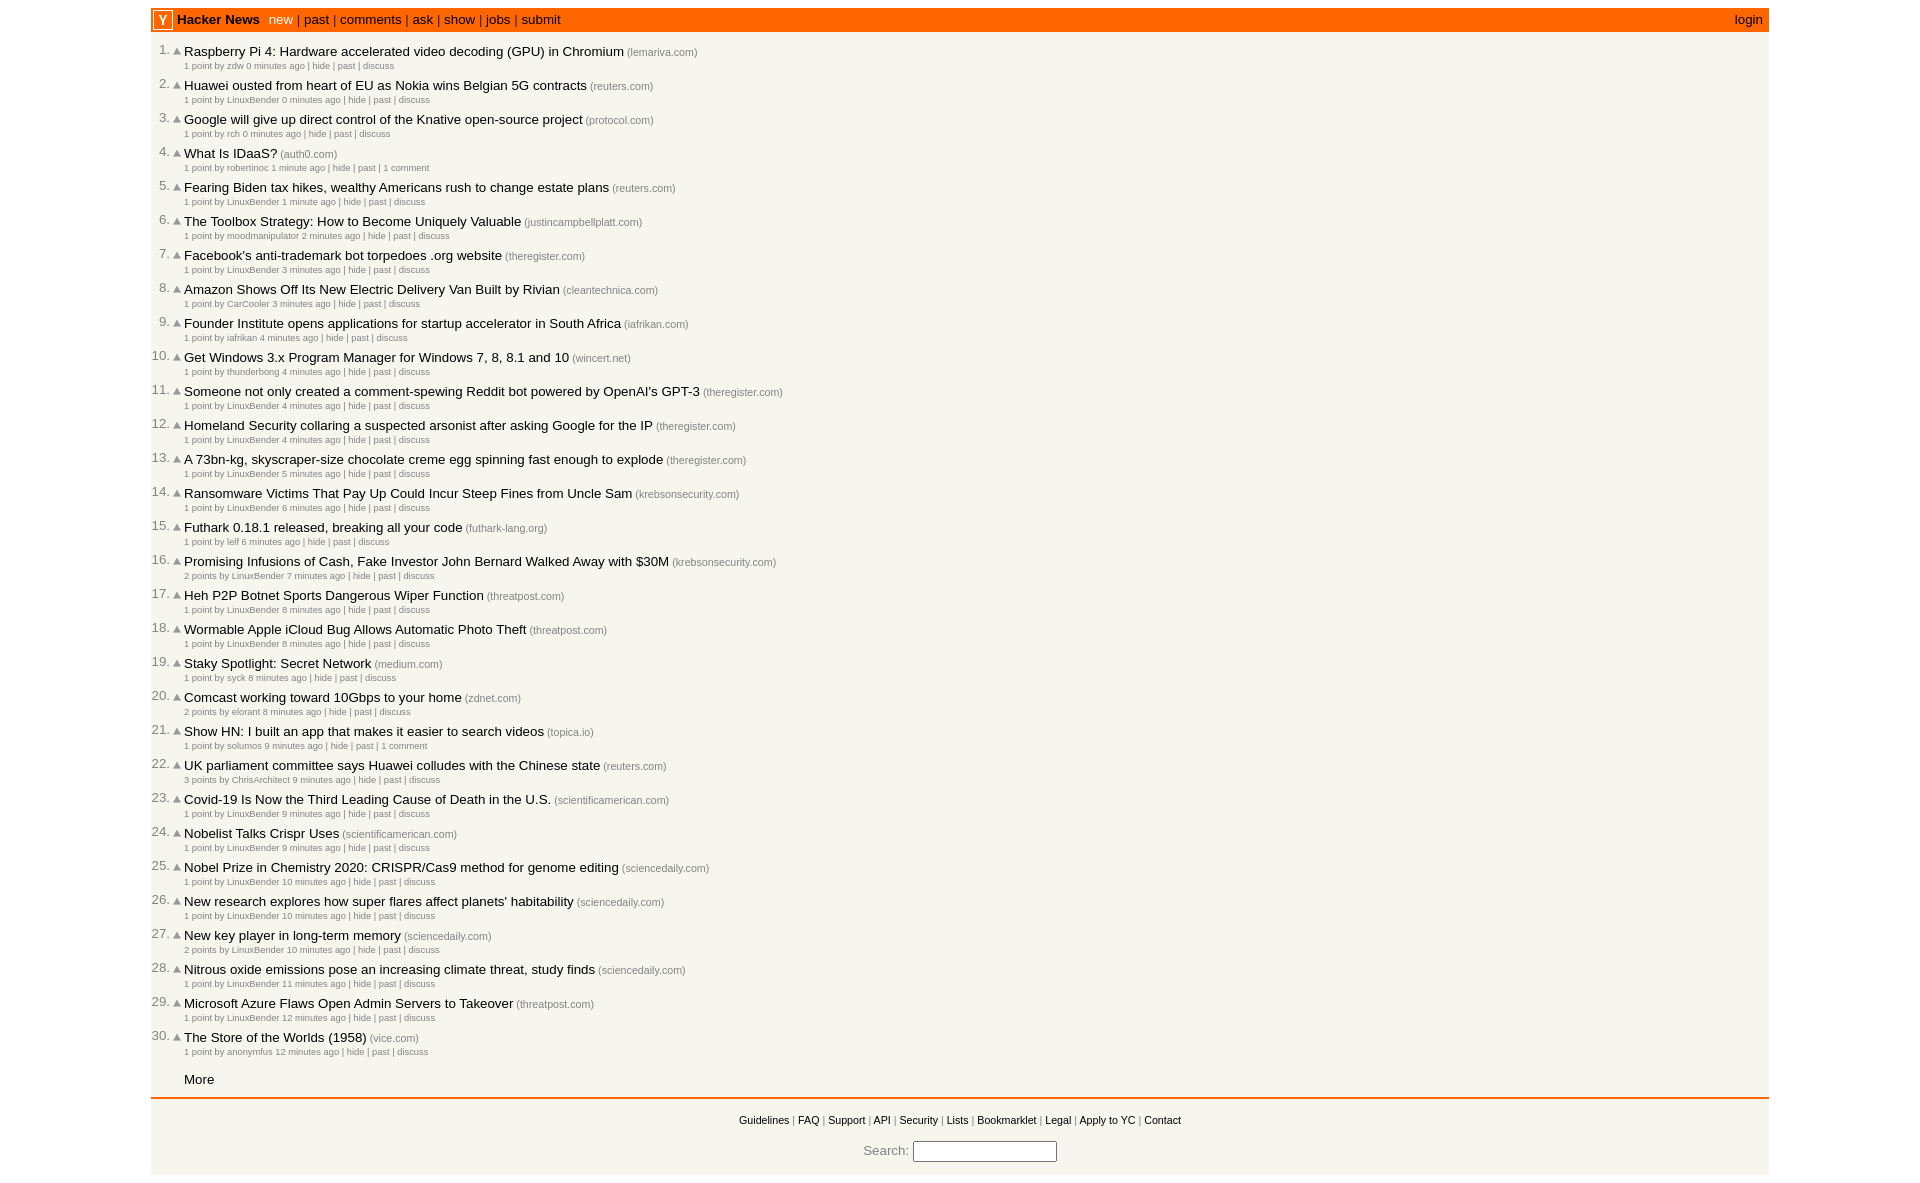 Y Hacker News new | past | comments | ask | show | jobs | submit login
1. Raspberry Pi 4: Hardware accelerated video decoding (GPU) in Chromium (lemariva.com)
1 point by zdw 0 minutes ago | hide | past | discuss
2. Huawei ousted from heart of EU as Nokia wins Belgian 5G contracts (reuters.com)
1 point by LinuxBender 0 minutes ago | hide | past | discuss
3. Google will give up direct control of the Knative open-source project (protocol.com)
1 point by rch 0 minutes ago | hide | past | discuss
4. What Is IDaaS? (auth0.com)
1 point by robertinoc 1 minute ago | hide | past | 1 comment
5. Fearing Biden tax hikes, wealthy Americans rush to change estate plans (reuters.com)
1 point by LinuxBender 1 minute ago | hide | past | discuss
6. The Toolbox Strategy: How to Become Uniquely Valuable (justincampbellplatt.com)
1 point by moodmanipulator 2 minutes ago | hide | past | discuss
7. Facebook's anti-trademark bot torpedoes .org website (theregister.com)
1 point by LinuxBender 3 minutes ago | hide | past | discuss
8. Amazon Shows Off Its New Electric Delivery Van Built by Rivian (cleantechnica.com)
1 point by CarCooler 3 minutes ago | hide | past | discuss
9. Founder Institute opens applications for startup accelerator in South Africa (iafrikan.com)
1 point by iafrikan 4 minutes ago | hide | past | discuss
10. Get Windows 3.x Program Manager for Windows 7, 8, 8.1 and 10 (wincert.net)
1 point by thunderbong 4 minutes ago | hide | past | discuss
11. Someone not only created a comment-spewing Reddit bot powered by OpenAI's GPT-3 (theregister.com)
1 point by LinuxBender 4 minutes ago | hide | past | discuss
12. Homeland Security collaring a suspected arsonist after asking Google for the IP (theregister.com)
1 point by LinuxBender 4 minutes ago | hide | past | discuss
13. A 73bn-kg, skyscraper-size chocolate creme egg spinning fast enough to explode (theregister.com)
1 point by LinuxBender 5 minutes ago | hide | past | discuss
14. Ransomware Victims That Pay Up Could Incur Steep Fines from Uncle Sam (krebsonsecurity.com)
1 point by LinuxBender 6 minutes ago | hide | past | discuss
15. Futhark 0.18.1 released, breaking all your code (futhark-lang.org)
1 point by lelf 6 minutes ago | hide | past | discuss
16. Promising Infusions of Cash, Fake Investor John Bernard Walked Away with $30M (krebsonsecurity.com)
2 points by LinuxBender 7 minutes ago | hide | past | discuss
17. Heh P2P Botnet Sports Dangerous Wiper Function (threatpost.com)
1 point by LinuxBender 8 minutes ago | hide | past | discuss
18. Wormable Apple iCloud Bug Allows Automatic Photo Theft (threatpost.com)
1 point by LinuxBender 8 minutes ago | hide | past | discuss
19. Staky Spotlight: Secret Network (medium.com)
1 point by syck 8 minutes ago | hide | past | discuss
20. Comcast working toward 10Gbps to your home (zdnet.com)
2 points by elorant 8 minutes ago | hide | past | discuss
21. Show HN: I built an app that makes it easier to search videos (topica.io)
1 point by solumos 9 minutes ago | hide | past | 1 comment
22. UK parliament committee says Huawei colludes with the Chinese state (reuters.com)
3 points by ChrisArchitect 9 minutes ago | hide | past | discuss
23. Covid-19 Is Now the Third Leading Cause of Death in the U.S. (scientificamerican.com)
1 point by LinuxBender 9 minutes ago | hide | past | discuss
24. Nobelist Talks Crispr Uses (scientificamerican.com)
1 point by LinuxBender 9 minutes ago | hide | past | discuss
25. Nobel Prize in Chemistry 2020: CRISPR/Cas9 method for genome editing (sciencedaily.com)
1 point by LinuxBender 10 minutes ago | hide | past | discuss
26. New research explores how super flares affect planets' habitability (sciencedaily.com)
1 point by LinuxBender 10 minutes ago | hide | past | discuss
27. New key player in long-term memory (sciencedaily.com)
2 points by LinuxBender 10 minutes ago | hide | past | discuss
28. Nitrous oxide emissions pose an increasing climate threat, study finds (sciencedaily.com)
1 point by LinuxBender 11 minutes ago | hide | past | discuss
29. Microsoft Azure Flaws Open Admin Servers to Takeover (threatpost.com)
1 point by LinuxBender 12 minutes ago | hide | past | discuss
30. The Store of the Worlds (1958) (vice.com)
1 point by anonymfus 12 minutes ago | hide | past | discuss
More
Guidelines | FAQ | Support | API | Security | Lists | Bookmarklet | Legal | Apply to YC | Contact
Search: